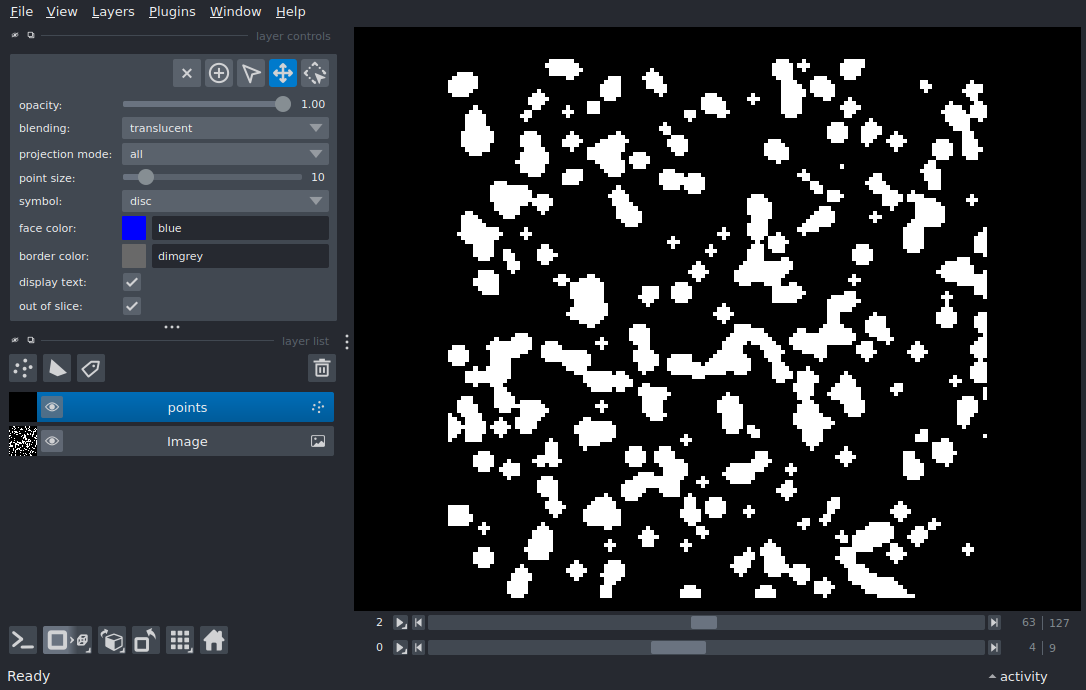 File View Layers Plugins Window Help
layer controls
opacity: 1.00
blending: translucent
projection mode: all
point size: 10
symbol: disc
face color: blue
border color: dimgrey
display text:
out of slice:
layer list
points
Image
2 63 127
0 4 9
Ready activity